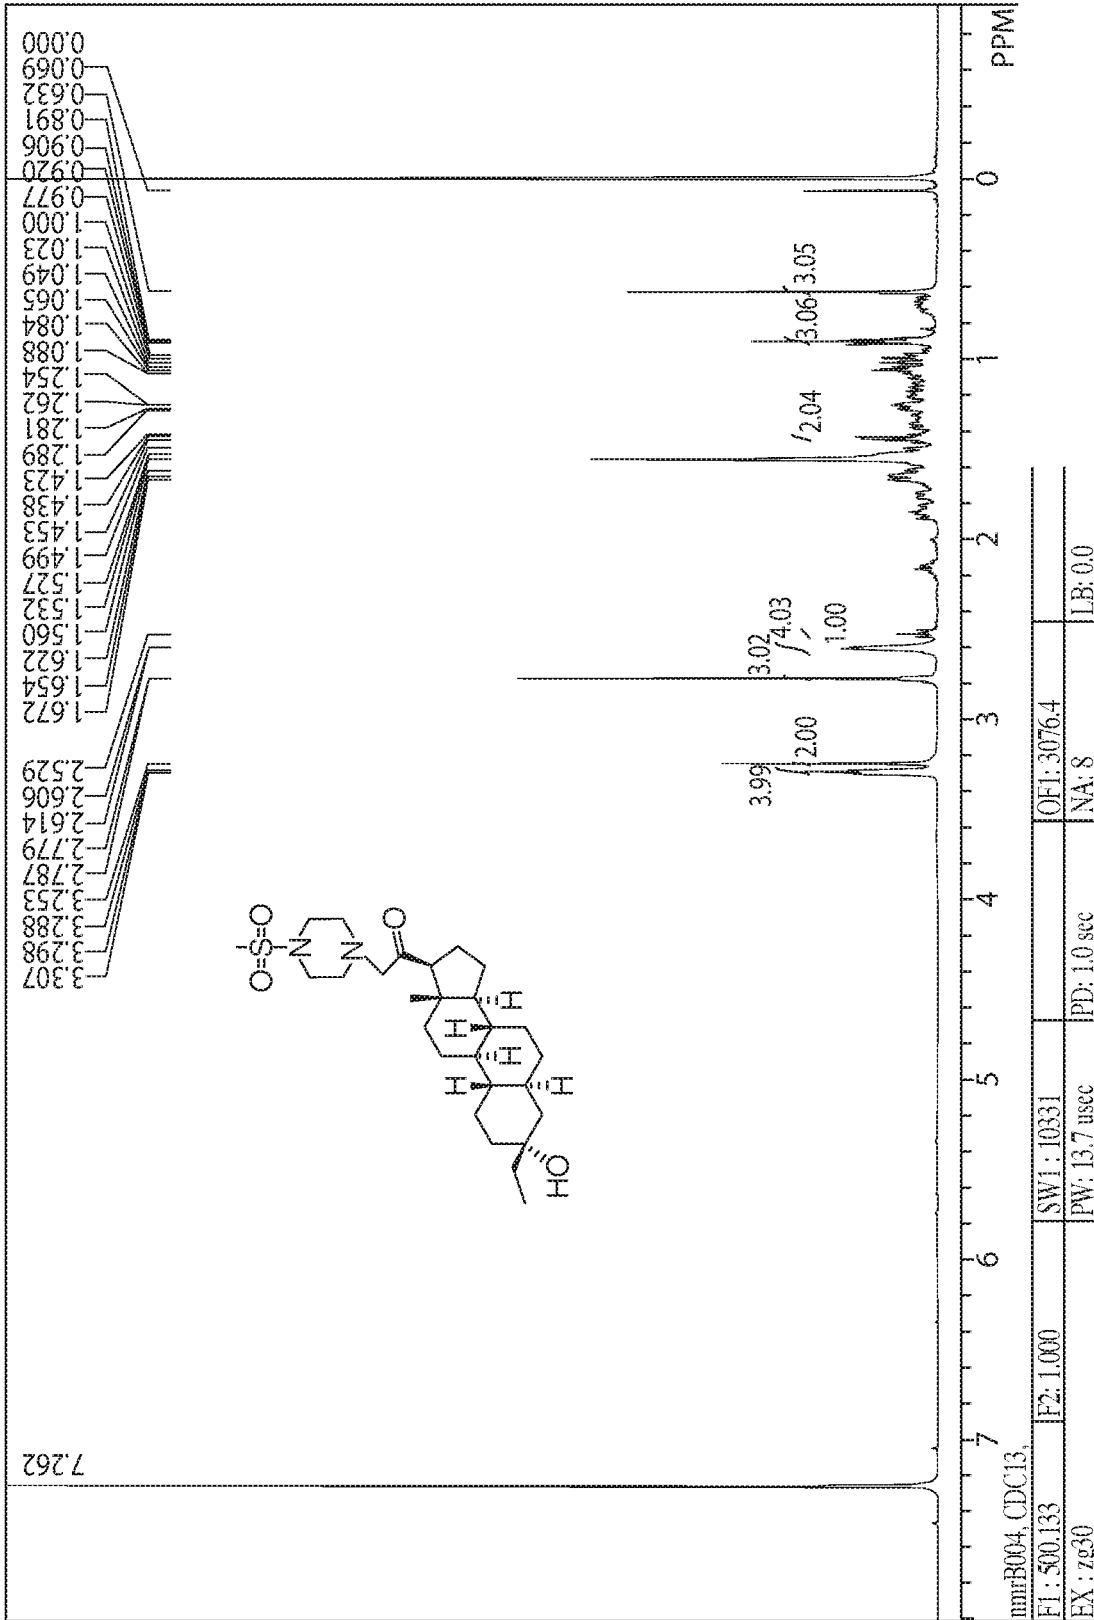 7.262
3.307
3.298
3.288
3.253
2.787
2.779
2.614
2.606
2.529
1.672
1.654
1.622
1.560
1.532
1.527
1.499
1.453
1.438
1.423
1.289
1.281
1.262
1.254
1.088
1.084
1.065
1.049
1.023
1.000
0.977
0.920
0.906
0.891
0.632
0.069
0.000
O
S
O
N
N
O
H
H
H
H
H
OH
3.99
2.00
3.02
4.03
1.00
2.04
3.06
3.05
7 6 5 4 3 2 1 0 PPM
nmrB004, CDC13,
F1: 500.133 F2: 1.000 SW1: 10331 OF1: 3076.4
EX: zg30 PW: 13.7 usec PD: 1.0 sec NA: 8 LB: 0.0